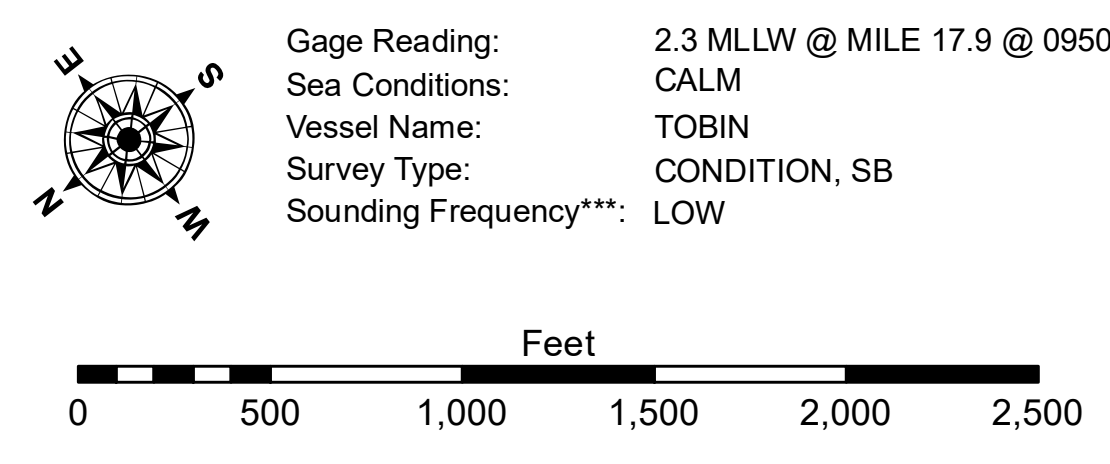 E
S
N
W
Gage Reading: 2.3 MLLW @ MILE 17.9 @ 0950
Sea Conditions: CALM
Vessel Name: TOBIN
Survey Type: CONDITION, SB
Sounding Frequency***: LOW
Feet
0 500 1,000 1,500 2,000 2,500